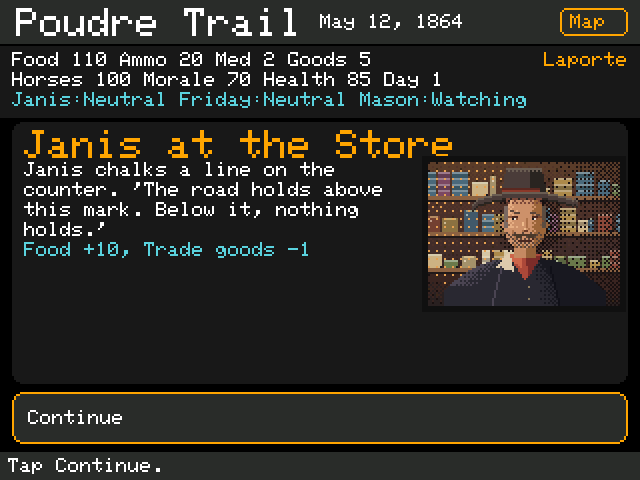 Poudre Trail May 12, 1864 Map
Food 110 Ammo 20 Med 2 Goods 5 Laporte
Horses 100 Morale 70 Health 85 Day 1
Janis:Neutral Friday:Neutral Mason:Watching
Janis at the Store
Janis chalks a line on the
counter. 'The road holds above
this mark. Below it, nothing
holds.'
Food +10, Trade goods -1
Continue
Tap Continue.